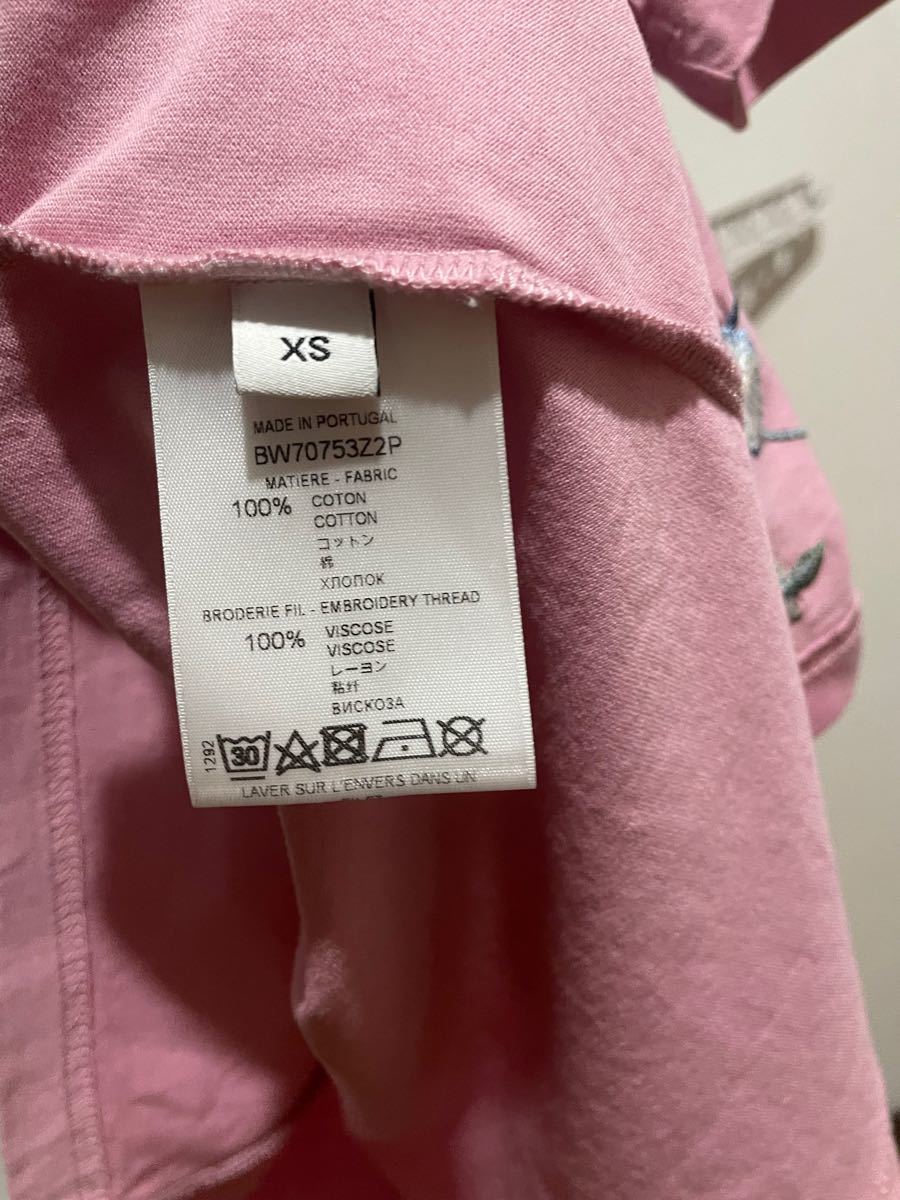 XS
MADE IN PORTUGAL
BW70753Z2P
MATIERE - FABRIC
100% COTON
COTTON
コットン
棉
ХЛОПОК
BRODERIE FIL - EMBROIDERY THREAD
100% VISCOSE
VISCOSE
レーヨン
粘纤
ВИСКОЗА
1292
30
LAVER SUR L'ENVERS DANS UN